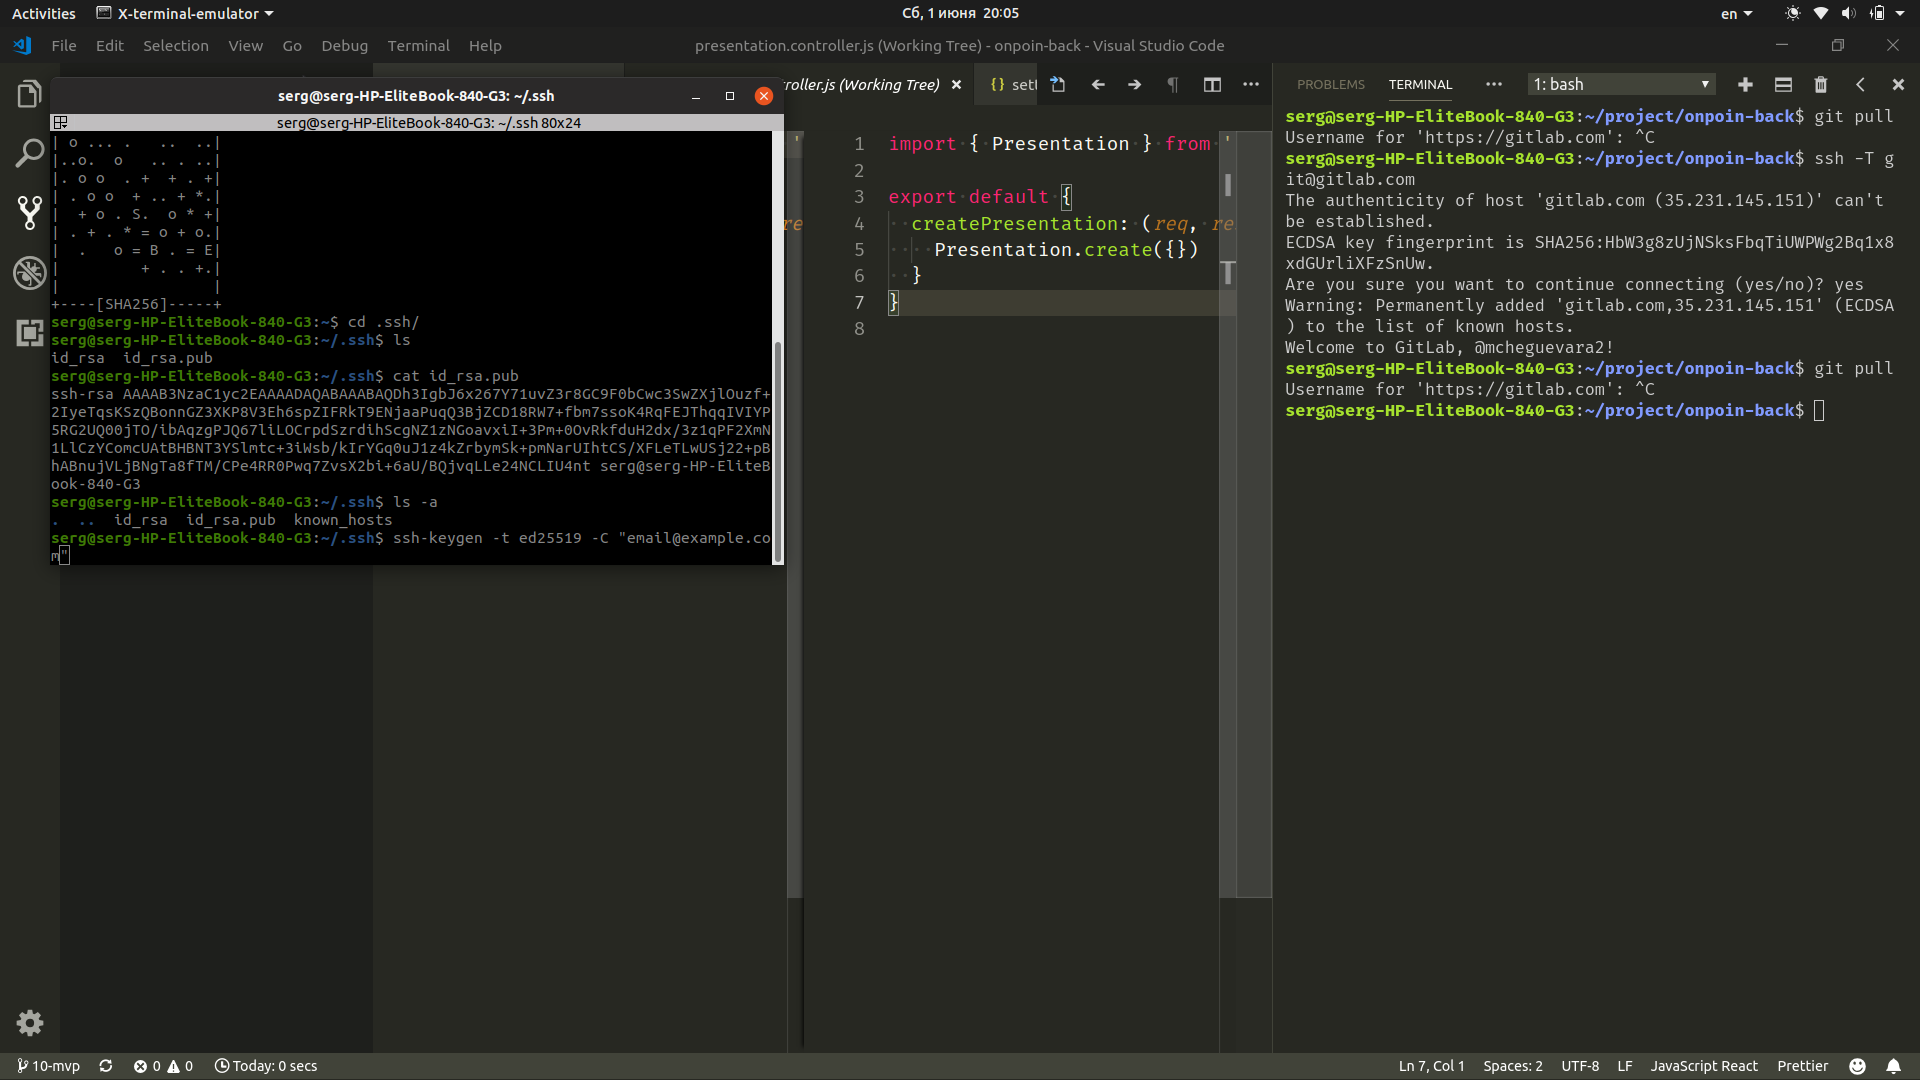 Activities X-terminal-emulator Сб, 1 июня 20:05 en
File Edit Selection View Go Debug Terminal Help presentation.controller.js (Working Tree) - onpoin-back - Visual Studio Code
serg@serg-HP-EliteBook-840-G3: ~/.ssh
serg@serg-HP-EliteBook-840-G3: ~/.ssh 80x24
| o ... .   ..  ..|
|..o.  o   .. . ..|
|. o o  . +  + . +|
| . o o  + .. + *.|
|  + o . S.  o * +|
| . + . * = o + o.|
|  .   o = B . = E|
|         + . . +.|
|                 |
+----[SHA256]-----+
serg@serg-HP-EliteBook-840-G3:~$ cd .ssh/
serg@serg-HP-EliteBook-840-G3:~/.ssh$ ls
id_rsa  id_rsa.pub
serg@serg-HP-EliteBook-840-G3:~/.ssh$ cat id_rsa.pub
ssh-rsa AAAAB3NzaC1yc2EAAAADAQABAAABAQDh3IgbJ6x267Y71uvZ3r8GC9F0bCwc3SwZXjlOuzf+
2IyeTqsKSzQBonnGZ3XKP8V3Eh6spZIFRkT9ENjaaPuqQ3BjZCD18RW7+fbm7ssoK4RqFEJThqqIVIYP
5RG2UQ00jTO/ibAqzgPJQ67liLOCrpdSzrdihScgNZ1zNGoavxiI+3Pm+0OvRkfduH2dx/3z1qPF2XmN
1LlCzYComcUAtBHBNT3YSlmtc+3iWsb/kIrYGq0uJ1z4kZrbymSk+pmNarUIhtCS/XFLeTLwUSj22+pB
hABnujVLjBNgTa8fTM/CPe4RR0Pwq7ZvsX2bi+6aU/BQjvqLLe24NCLIU4nt serg@serg-HP-EliteB
ook-840-G3
serg@serg-HP-EliteBook-840-G3:~/.ssh$ ls -a
.  ..  id_rsa  id_rsa.pub  known_hosts
serg@serg-HP-EliteBook-840-G3:~/.ssh$ ssh-keygen -t ed25519 -C "email@example.co
m"
troller.js (Working Tree) {} sett
1 import { Presentation } from '
2
3 export default {
4 createPresentation: (req, re
5 Presentation.create({})
6 }
7 }
8
PROBLEMS TERMINAL 1: bash
serg@serg-HP-EliteBook-840-G3:~/project/onpoin-back$ git pull
Username for 'https://gitlab.com': ^C
serg@serg-HP-EliteBook-840-G3:~/project/onpoin-back$ ssh -T g
it@gitlab.com
The authenticity of host 'gitlab.com (35.231.145.151)' can't
be established.
ECDSA key fingerprint is SHA256:HbW3g8zUjNSksFbqTiUWPWg2Bq1x8
xdGUrliXFzSnUw.
Are you sure you want to continue connecting (yes/no)? yes
Warning: Permanently added 'gitlab.com,35.231.145.151' (ECDSA
) to the list of known hosts.
Welcome to GitLab, @mcheguevara2!
serg@serg-HP-EliteBook-840-G3:~/project/onpoin-back$ git pull
Username for 'https://gitlab.com': ^C
serg@serg-HP-EliteBook-840-G3:~/project/onpoin-back$
10-mvp 0 0 Today: 0 secs Ln 7, Col 1 Spaces: 2 UTF-8 LF JavaScript React Prettier